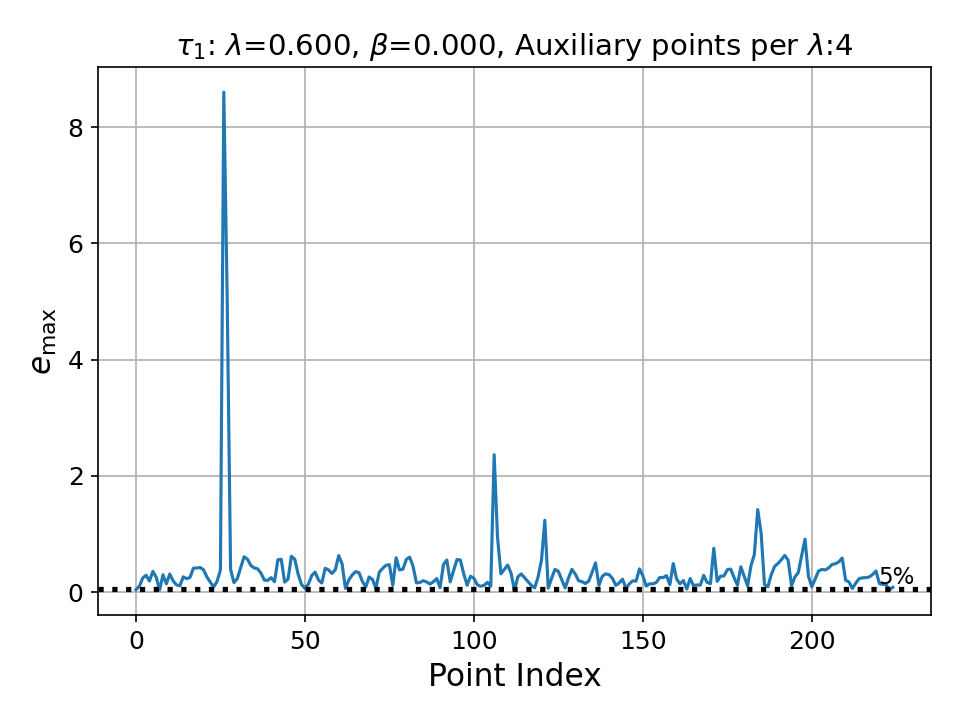 τ₁: λ=0.600, β=0.000, Auxiliary points per λ:4
8
6
4
2
0
e_max
5%
0 50 100 150 200
Point Index